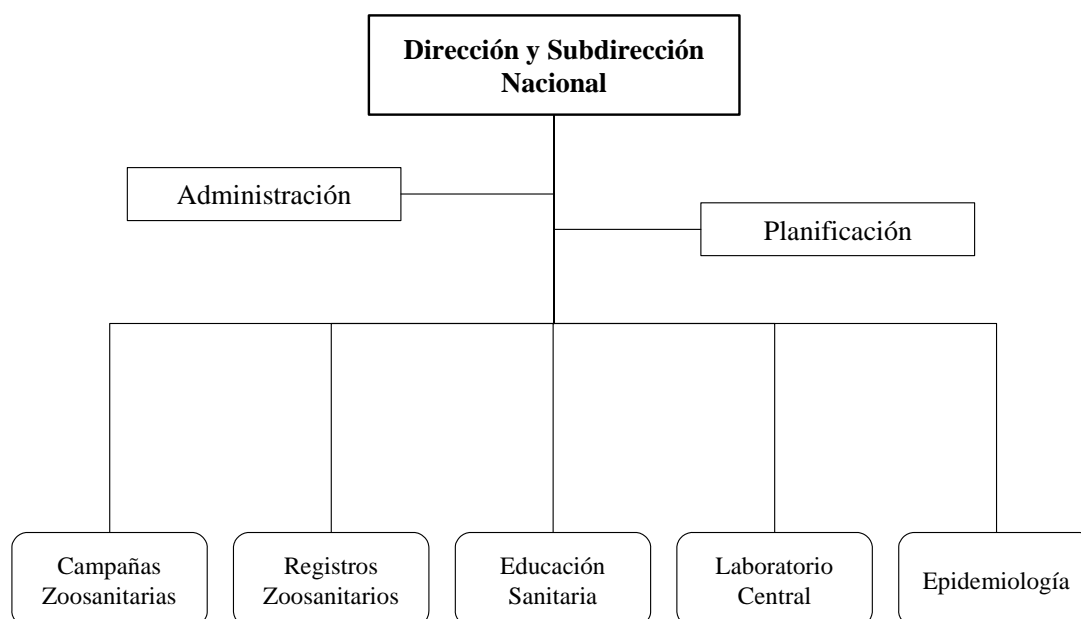 Dirección y Subdirección
Nacional
Administración
Planificación
Campañas
Zoosanitarias
Registros
Zoosanitarios
Educación
Sanitaria
Laboratorio
Central
Epidemiología